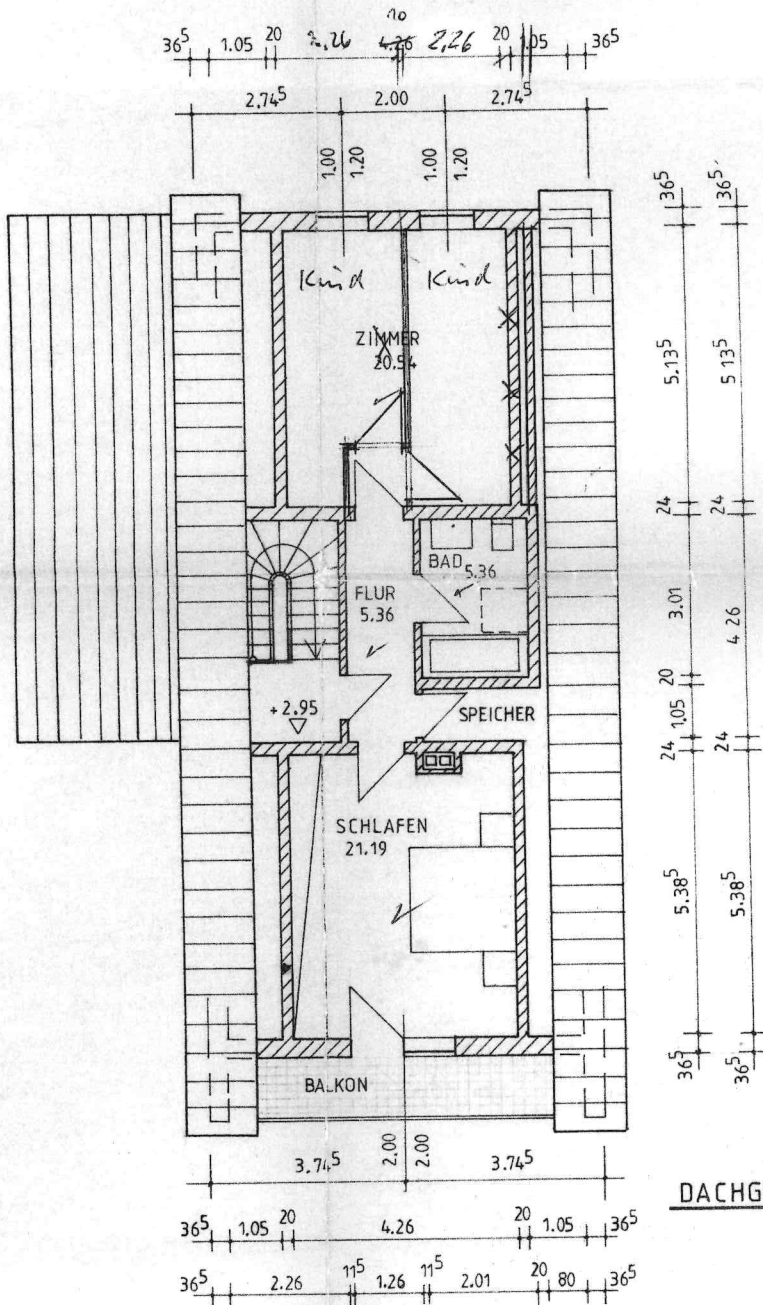 10
36⁵ 1.05 20 2,26 4.26 2,26 20 1.05 36⁵
2.74⁵ 2.00 2.74⁵
1.00 1.20 1.00 1.20
36⁵ 36⁵
Kind Kind
ZIMMER
20.54
5.13⁵ 5 13⁵
24 24
BAD
5.36
FLUR
5.36
3.01 4 26
+2.95
SPEICHER
20
1,05
24 24
SCHLAFEN
21.19
5.38⁵ 5.38⁵
36⁵ 36⁵
BALKON
2.00 2.00
3.74⁵ 3.74⁵
DACHG
36⁵ 1,05 20 4.26 20 1.05 36⁵
36⁵ 2.26 11⁵ 1.26 11⁵ 2.01 20 80 36⁵